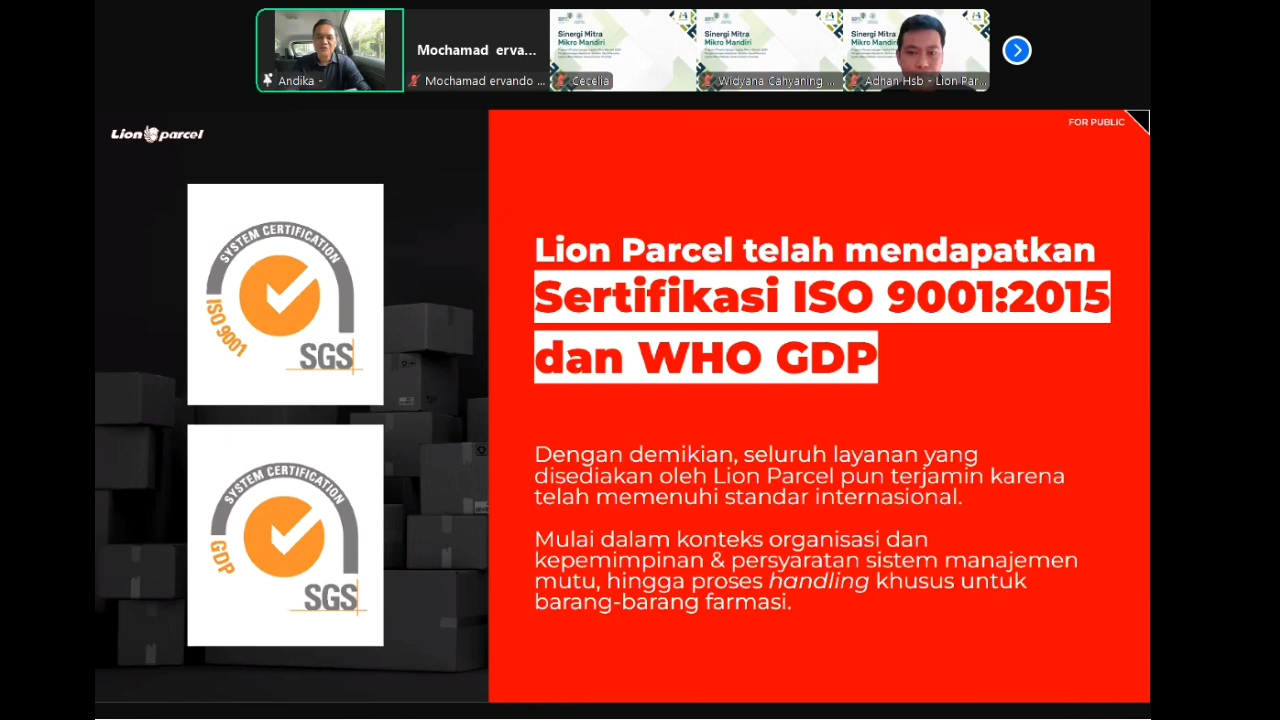 Andika -
Mochamad erva...
Mochamad ervando ...
Sinergi Mitra
Mikro Mandiri
Cecelia
Sinergi Mitra
Mikro Mandiri
Widyana Cahyaning ...
Sinergi Mitra
Mikro Mandiri
Adhan Hsb - Lion Par...
Lion parcel
FOR PUBLIC
SYSTEM CERTIFICATION
ISO 9001
SGS
SYSTEM CERTIFICATION
GDP
SGS
Lion Parcel telah mendapatkan
Sertifikasi ISO 9001:2015
dan WHO GDP
Dengan demikian, seluruh layanan yang
disediakan oleh Lion Parcel pun terjamin karena
telah memenuhi standar internasional.
Mulai dalam konteks organisasi dan
kepemimpinan & persyaratan sistem manajemen
mutu, hingga proses handling khusus untuk
barang-barang farmasi.